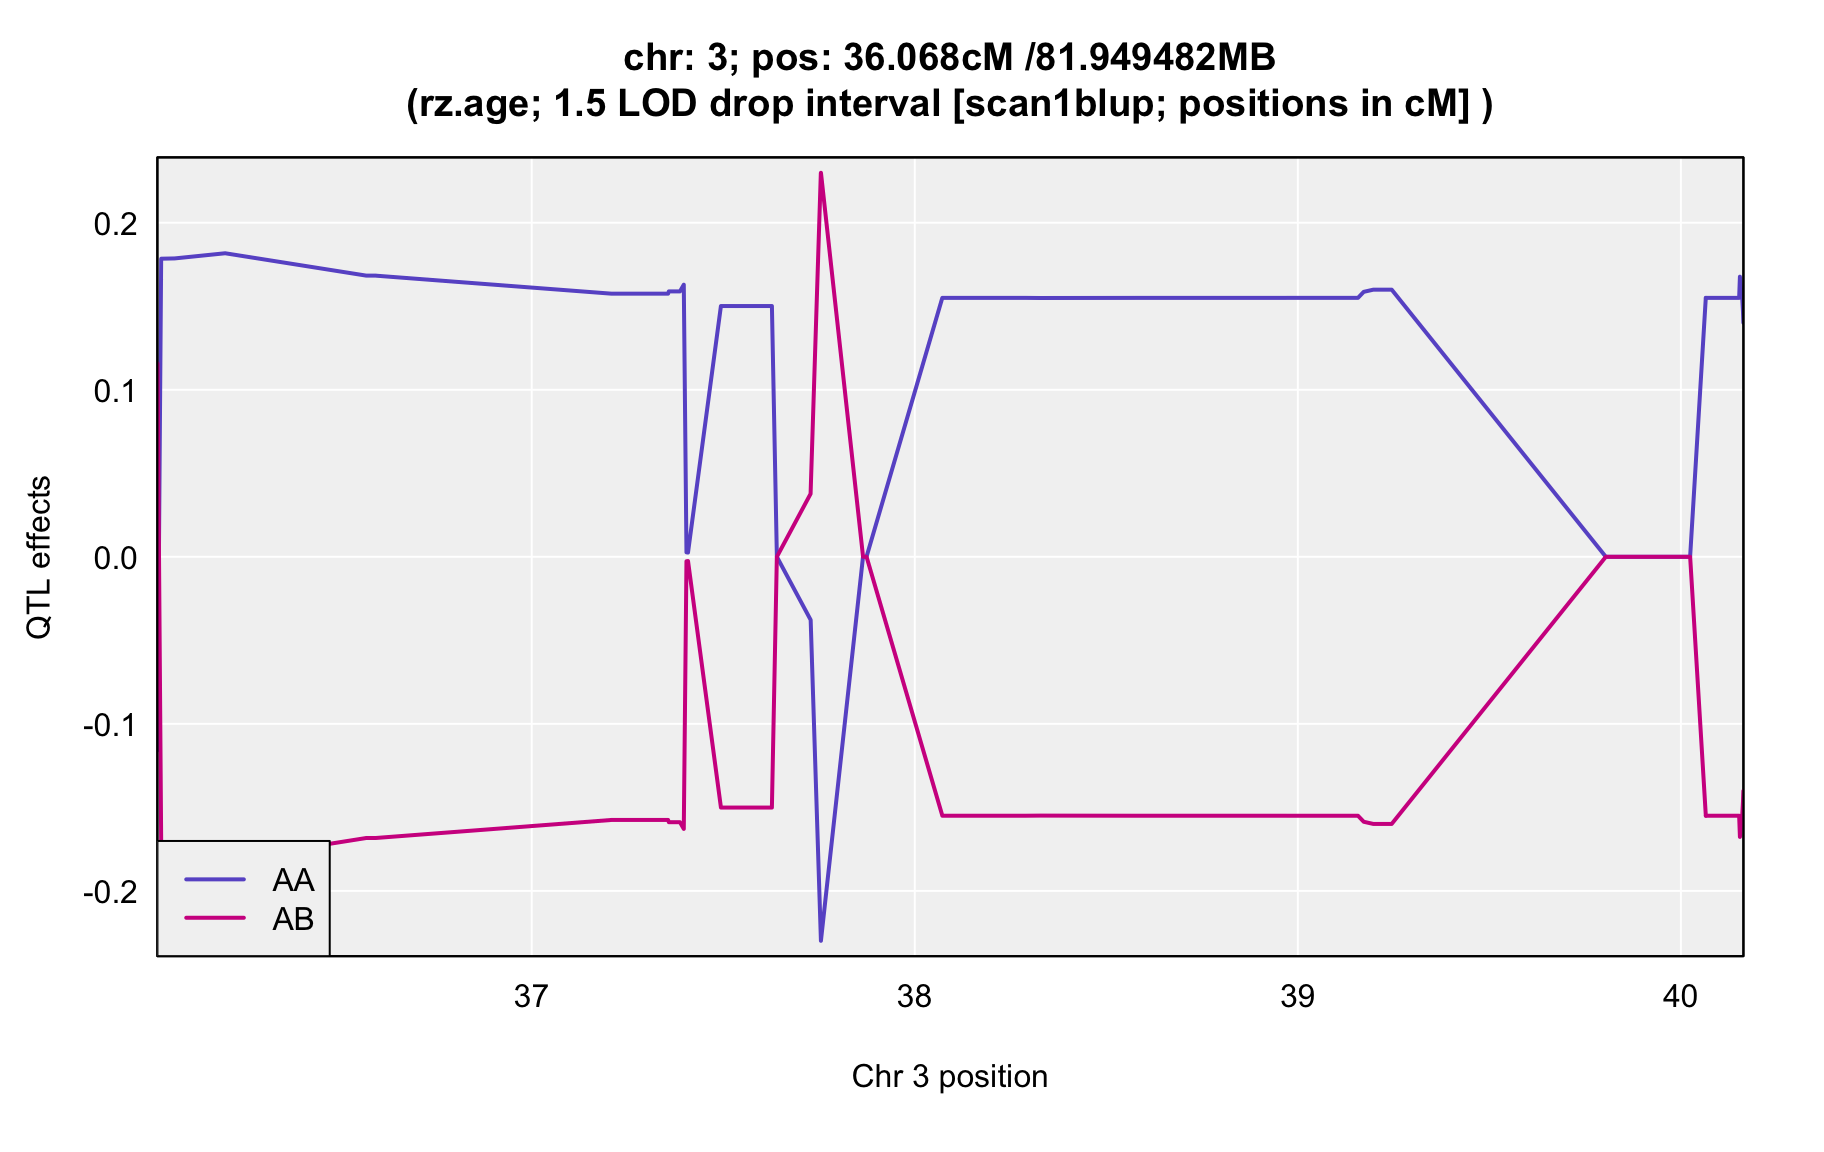 chr: 3; pos: 36.068cM /81.949482MB
(rz.age; 1.5 LOD drop interval [scan1blup; positions in cM] )
QTL effects
0.2
0.1
0.0
-0.1
-0.2
AA
AB
37
38
39
40
Chr 3 position